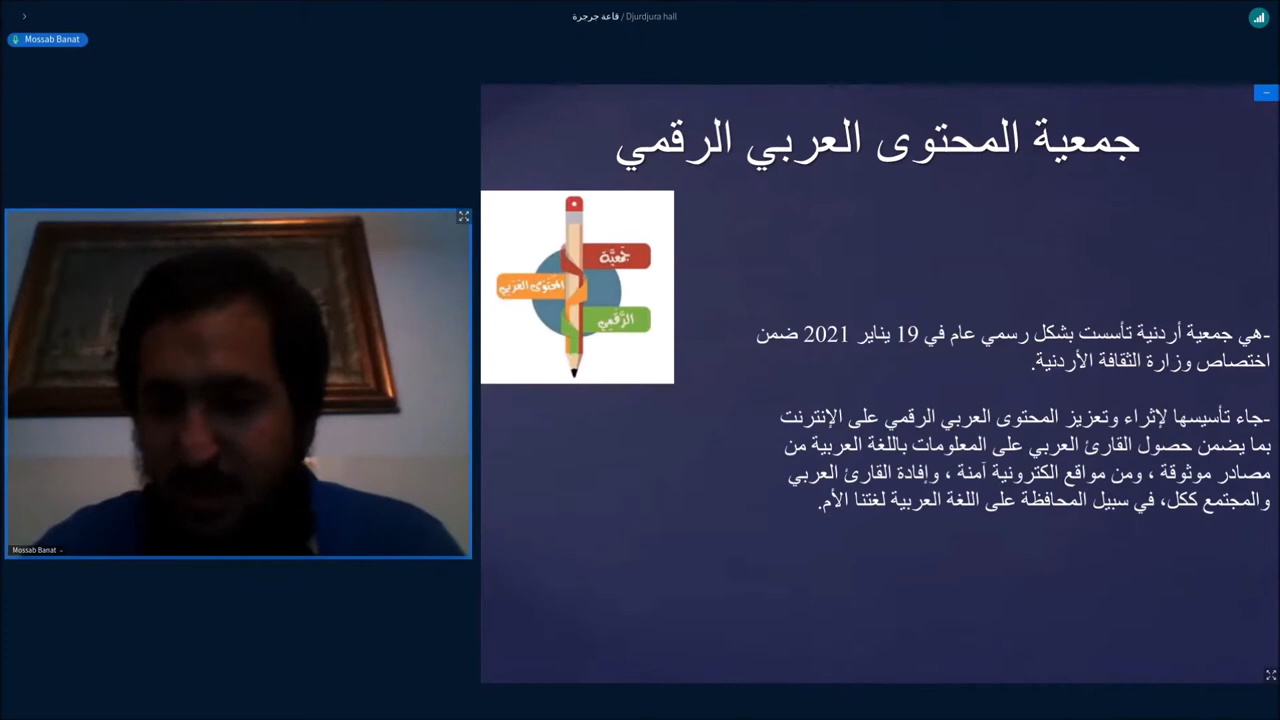 قاعة جرجرة / Djurdjura hall
Mossab Banat
جمعية المحتوى العربي الرقمي
جمعية
المحتوى العربي
الرقمي
-هي جمعية أردنية تأسست بشكل رسمي عام في 19 يناير 2021 ضمن
اختصاص وزارة الثقافة الأردنية.
-جاء تأسيسها لإثراء وتعزيز المحتوى العربي الرقمي على الإنترنت
بما يضمن حصول القارئ العربي على المعلومات باللغة العربية من
مصادر موثوقة ، ومن مواقع الكترونية آمنة ، وإفادة القارئ العربي
والمجتمع ككل، في سبيل المحافظة على اللغة العربية لغتنا الأم.
Mossab Banat